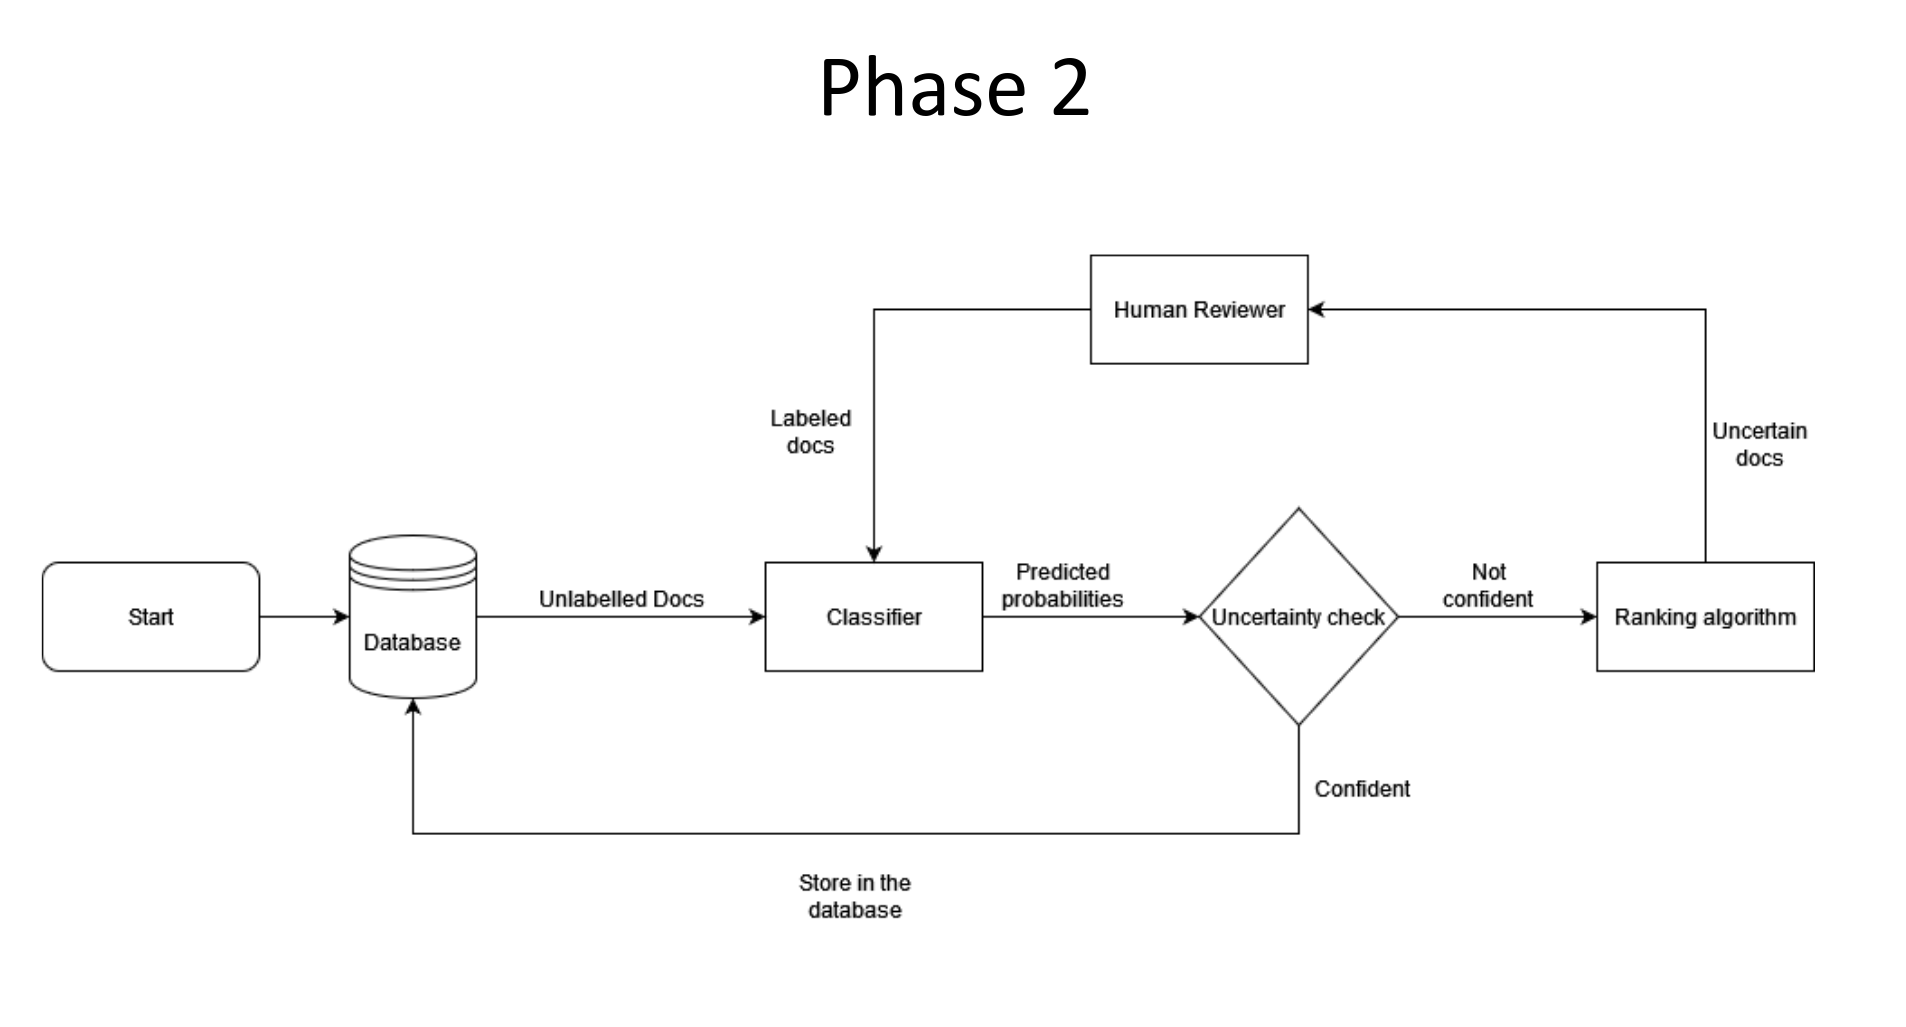 Phase 2
Human Reviewer
Labeled
docs
Uncertain
docs
Start
Database
Unlabelled Docs
Classifier
Predicted
probabilities
Uncertainty check
Not
confident
Ranking algorithm
Confident
Store in the
database